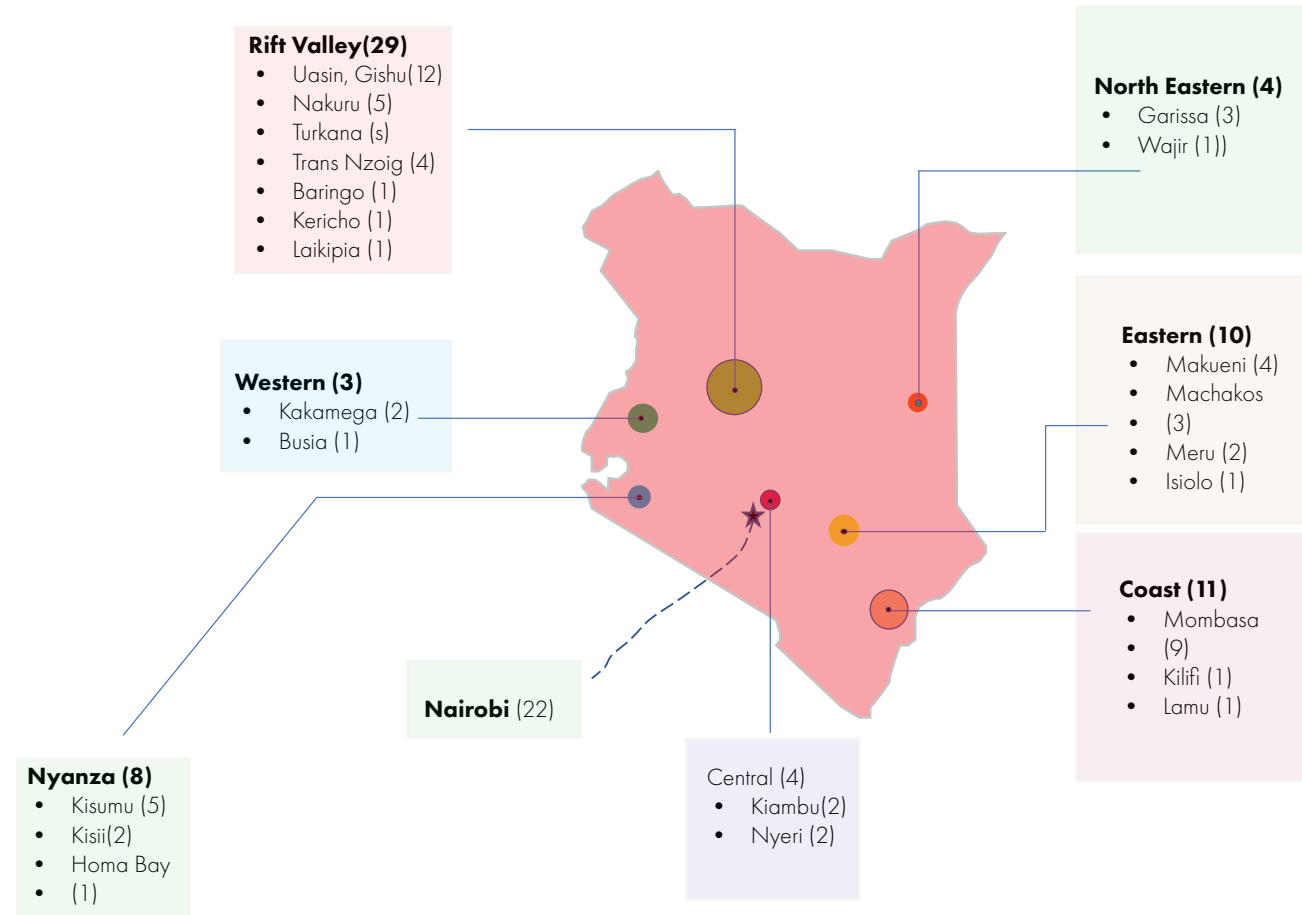 Rift Valley(29)
• Uasin, Gishu(12)
• Nakuru (5)
• Turkana (s)
• Trans Nzoig (4)
• Baringo (1)
• Kericho (1)
• Laikipia (1)
North Eastern (4)
• Garissa (3)
• Wajir (1))
Western (3)
• Kakamega (2)
• Busia (1)
Eastern (10)
• Makueni (4)
• Machakos
• (3)
• Meru (2)
• Isiolo (1)
Coast (11)
• Mombasa
• (9)
• Kilifi (1)
• Lamu (1)
Nairobi (22)
Nyanza (8)
• Kisumu (5)
• Kisii(2)
• Homa Bay
• (1)
Central (4)
• Kiambu(2)
• Nyeri (2)